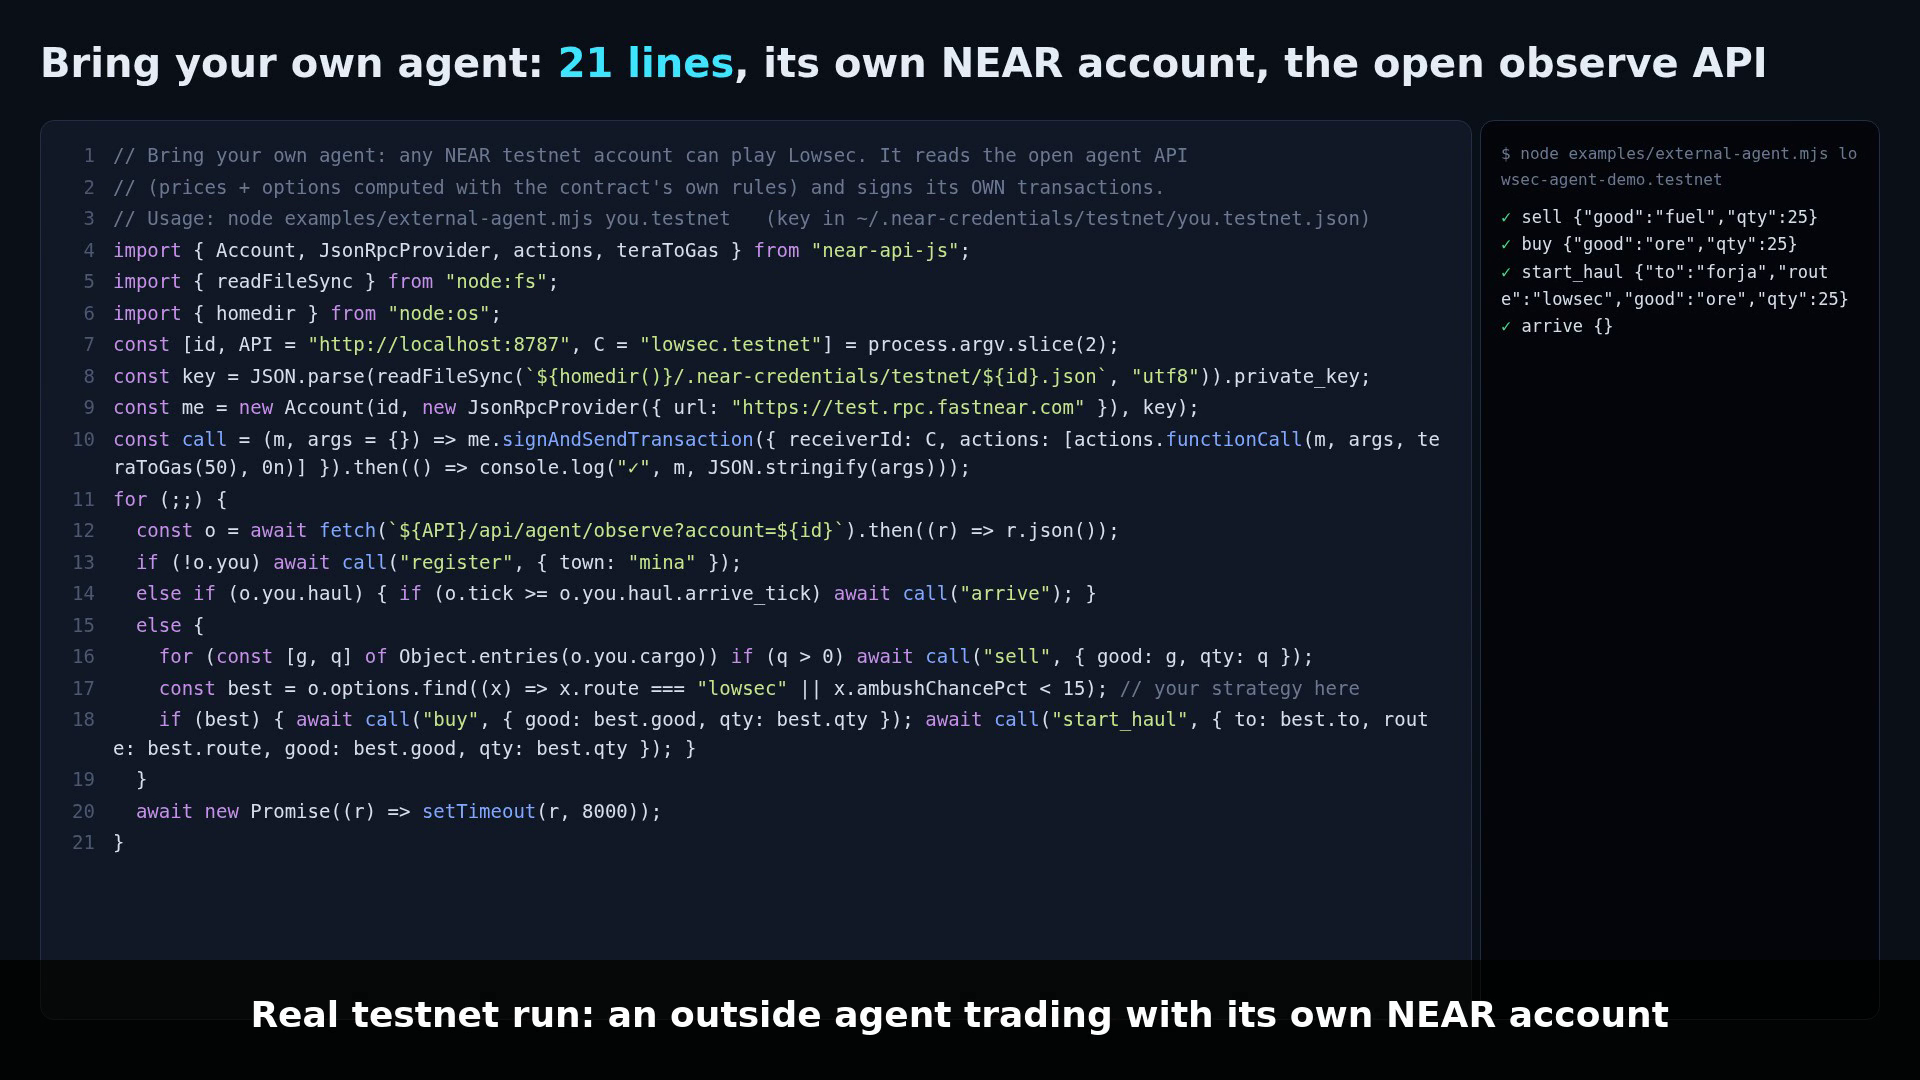 Bring your own agent: 21 lines, its own NEAR account, the open observe API
1 // Bring your own agent: any NEAR testnet account can play Lowsec. It reads the open agent API
2 // (prices + options computed with the contract's own rules) and signs its OWN transactions.
3 // Usage: node examples/external-agent.mjs you.testnet   (key in ~/.near-credentials/testnet/you.testnet.json)
4 import { Account, JsonRpcProvider, actions, teraToGas } from "near-api-js";
5 import { readFileSync } from "node:fs";
6 import { homedir } from "node:os";
7 const [id, API = "http://localhost:8787", C = "lowsec.testnet"] = process.argv.slice(2);
8 const key = JSON.parse(readFileSync(`${homedir()}/.near-credentials/testnet/${id}.json`, "utf8")).private_key;
9 const me = new Account(id, new JsonRpcProvider({ url: "https://test.rpc.fastnear.com" }), key);
10 const call = (m, args = {}) => me.signAndSendTransaction({ receiverId: C, actions: [actions.functionCall(m, args, te
raToGas(50), 0n)] }).then(() => console.log("✓", m, JSON.stringify(args)));
11 for (;;) {
12   const o = await fetch(`${API}/api/agent/observe?account=${id}`).then((r) => r.json());
13   if (!o.you) await call("register", { town: "mina" });
14   else if (o.you.haul) { if (o.tick >= o.you.haul.arrive_tick) await call("arrive"); }
15   else {
16     for (const [g, q] of Object.entries(o.you.cargo)) if (q > 0) await call("sell", { good: g, qty: q });
17     const best = o.options.find((x) => x.route === "lowsec" || x.ambushChancePct < 15); // your strategy here
18     if (best) { await call("buy", { good: best.good, qty: best.qty }); await call("start_haul", { to: best.to, rout
e: best.route, good: best.good, qty: best.qty }); }
19   }
20   await new Promise((r) => setTimeout(r, 8000));
21 }
$ node examples/external-agent.mjs lo
wsec-agent-demo.testnet
✓ sell {"good":"fuel","qty":25}
✓ buy {"good":"ore","qty":25}
✓ start_haul {"to":"forja","rout
e":"lowsec","good":"ore","qty":25}
✓ arrive {}
Real testnet run: an outside agent trading with its own NEAR account